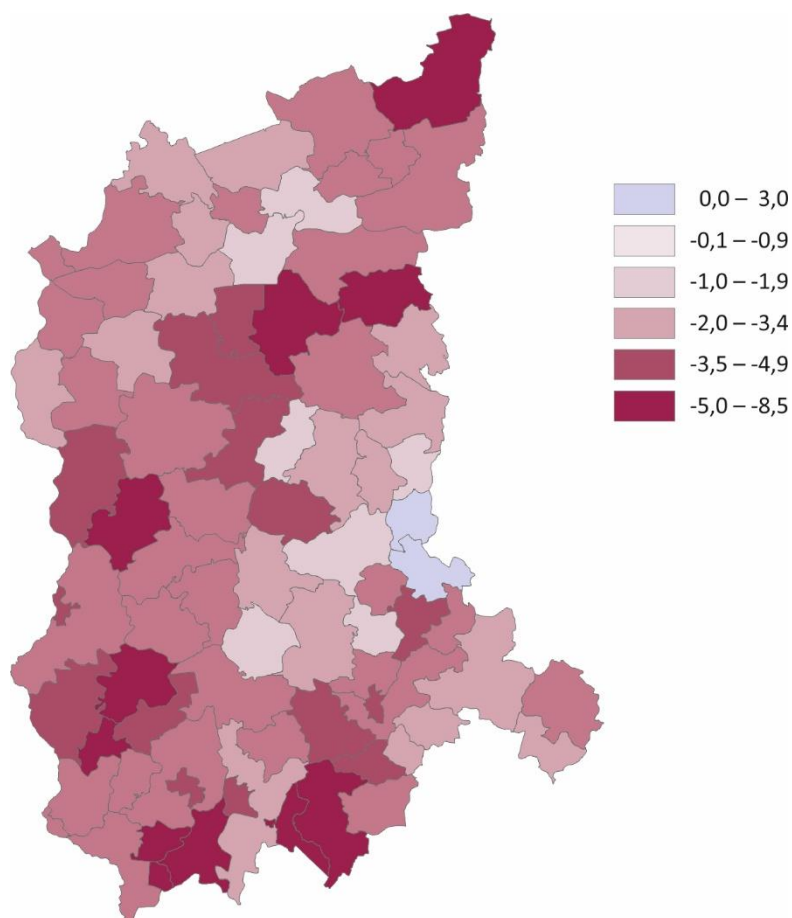 0,0 – 3,0
-0,1 – -0,9
-1,0 – -1,9
-2,0 – -3,4
-3,5 – -4,9
-5,0 – -8,5